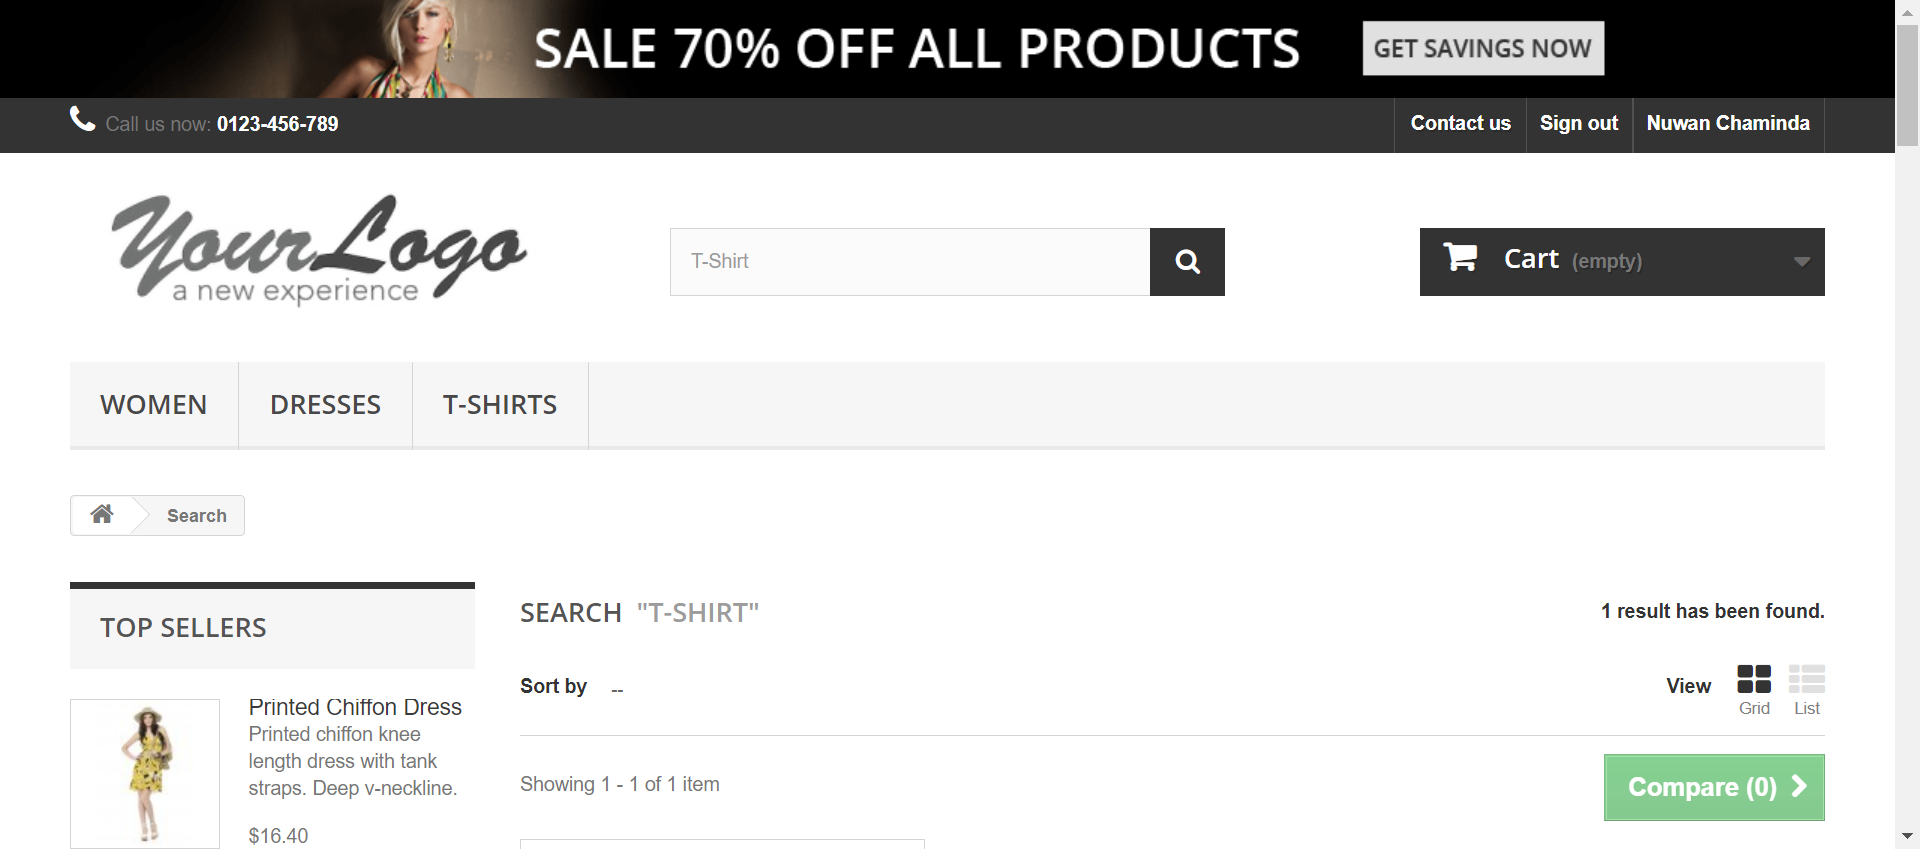 SALE 70% OFF ALL PRODUCTS
GET SAVINGS NOW
Call us now: 0123-456-789
Contact us
Sign out
Nuwan Chaminda
YourLogo
a new experience
T-Shirt
Cart (empty)
WOMEN
DRESSES
T-SHIRTS
Search
TOP SELLERS
Printed Chiffon Dress
Printed chiffon knee
length dress with tank
straps. Deep v-neckline.
$16.40
SEARCH "T-SHIRT"
1 result has been found.
Sort by --
View
Grid
List
Showing 1 - 1 of 1 item
Compare (0)